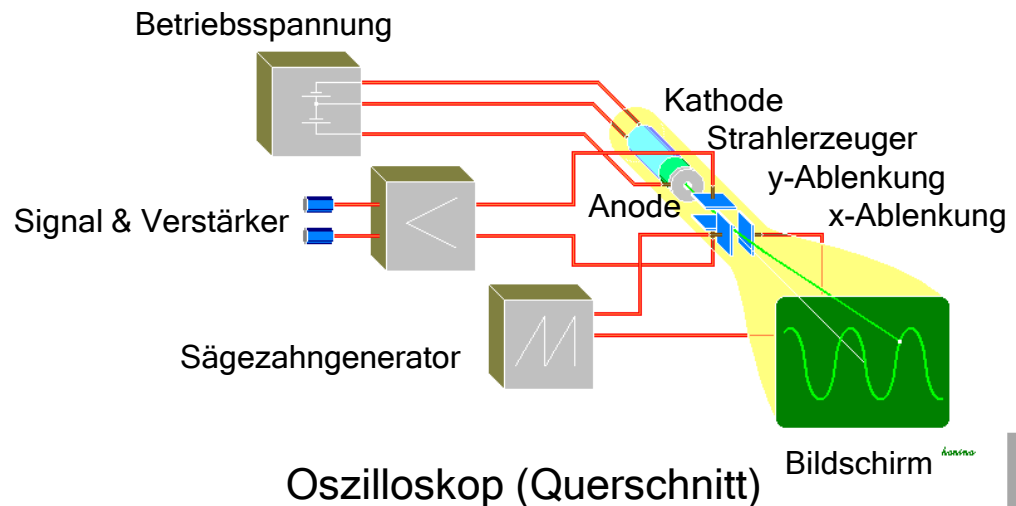 Betriebsspannung
Kathode
Strahlerzeuger
y-Ablenkung
Anode
x-Ablenkung
Signal & Verstärker
Sägezahngenerator
Bildschirm
Oszilloskop (Querschnitt)